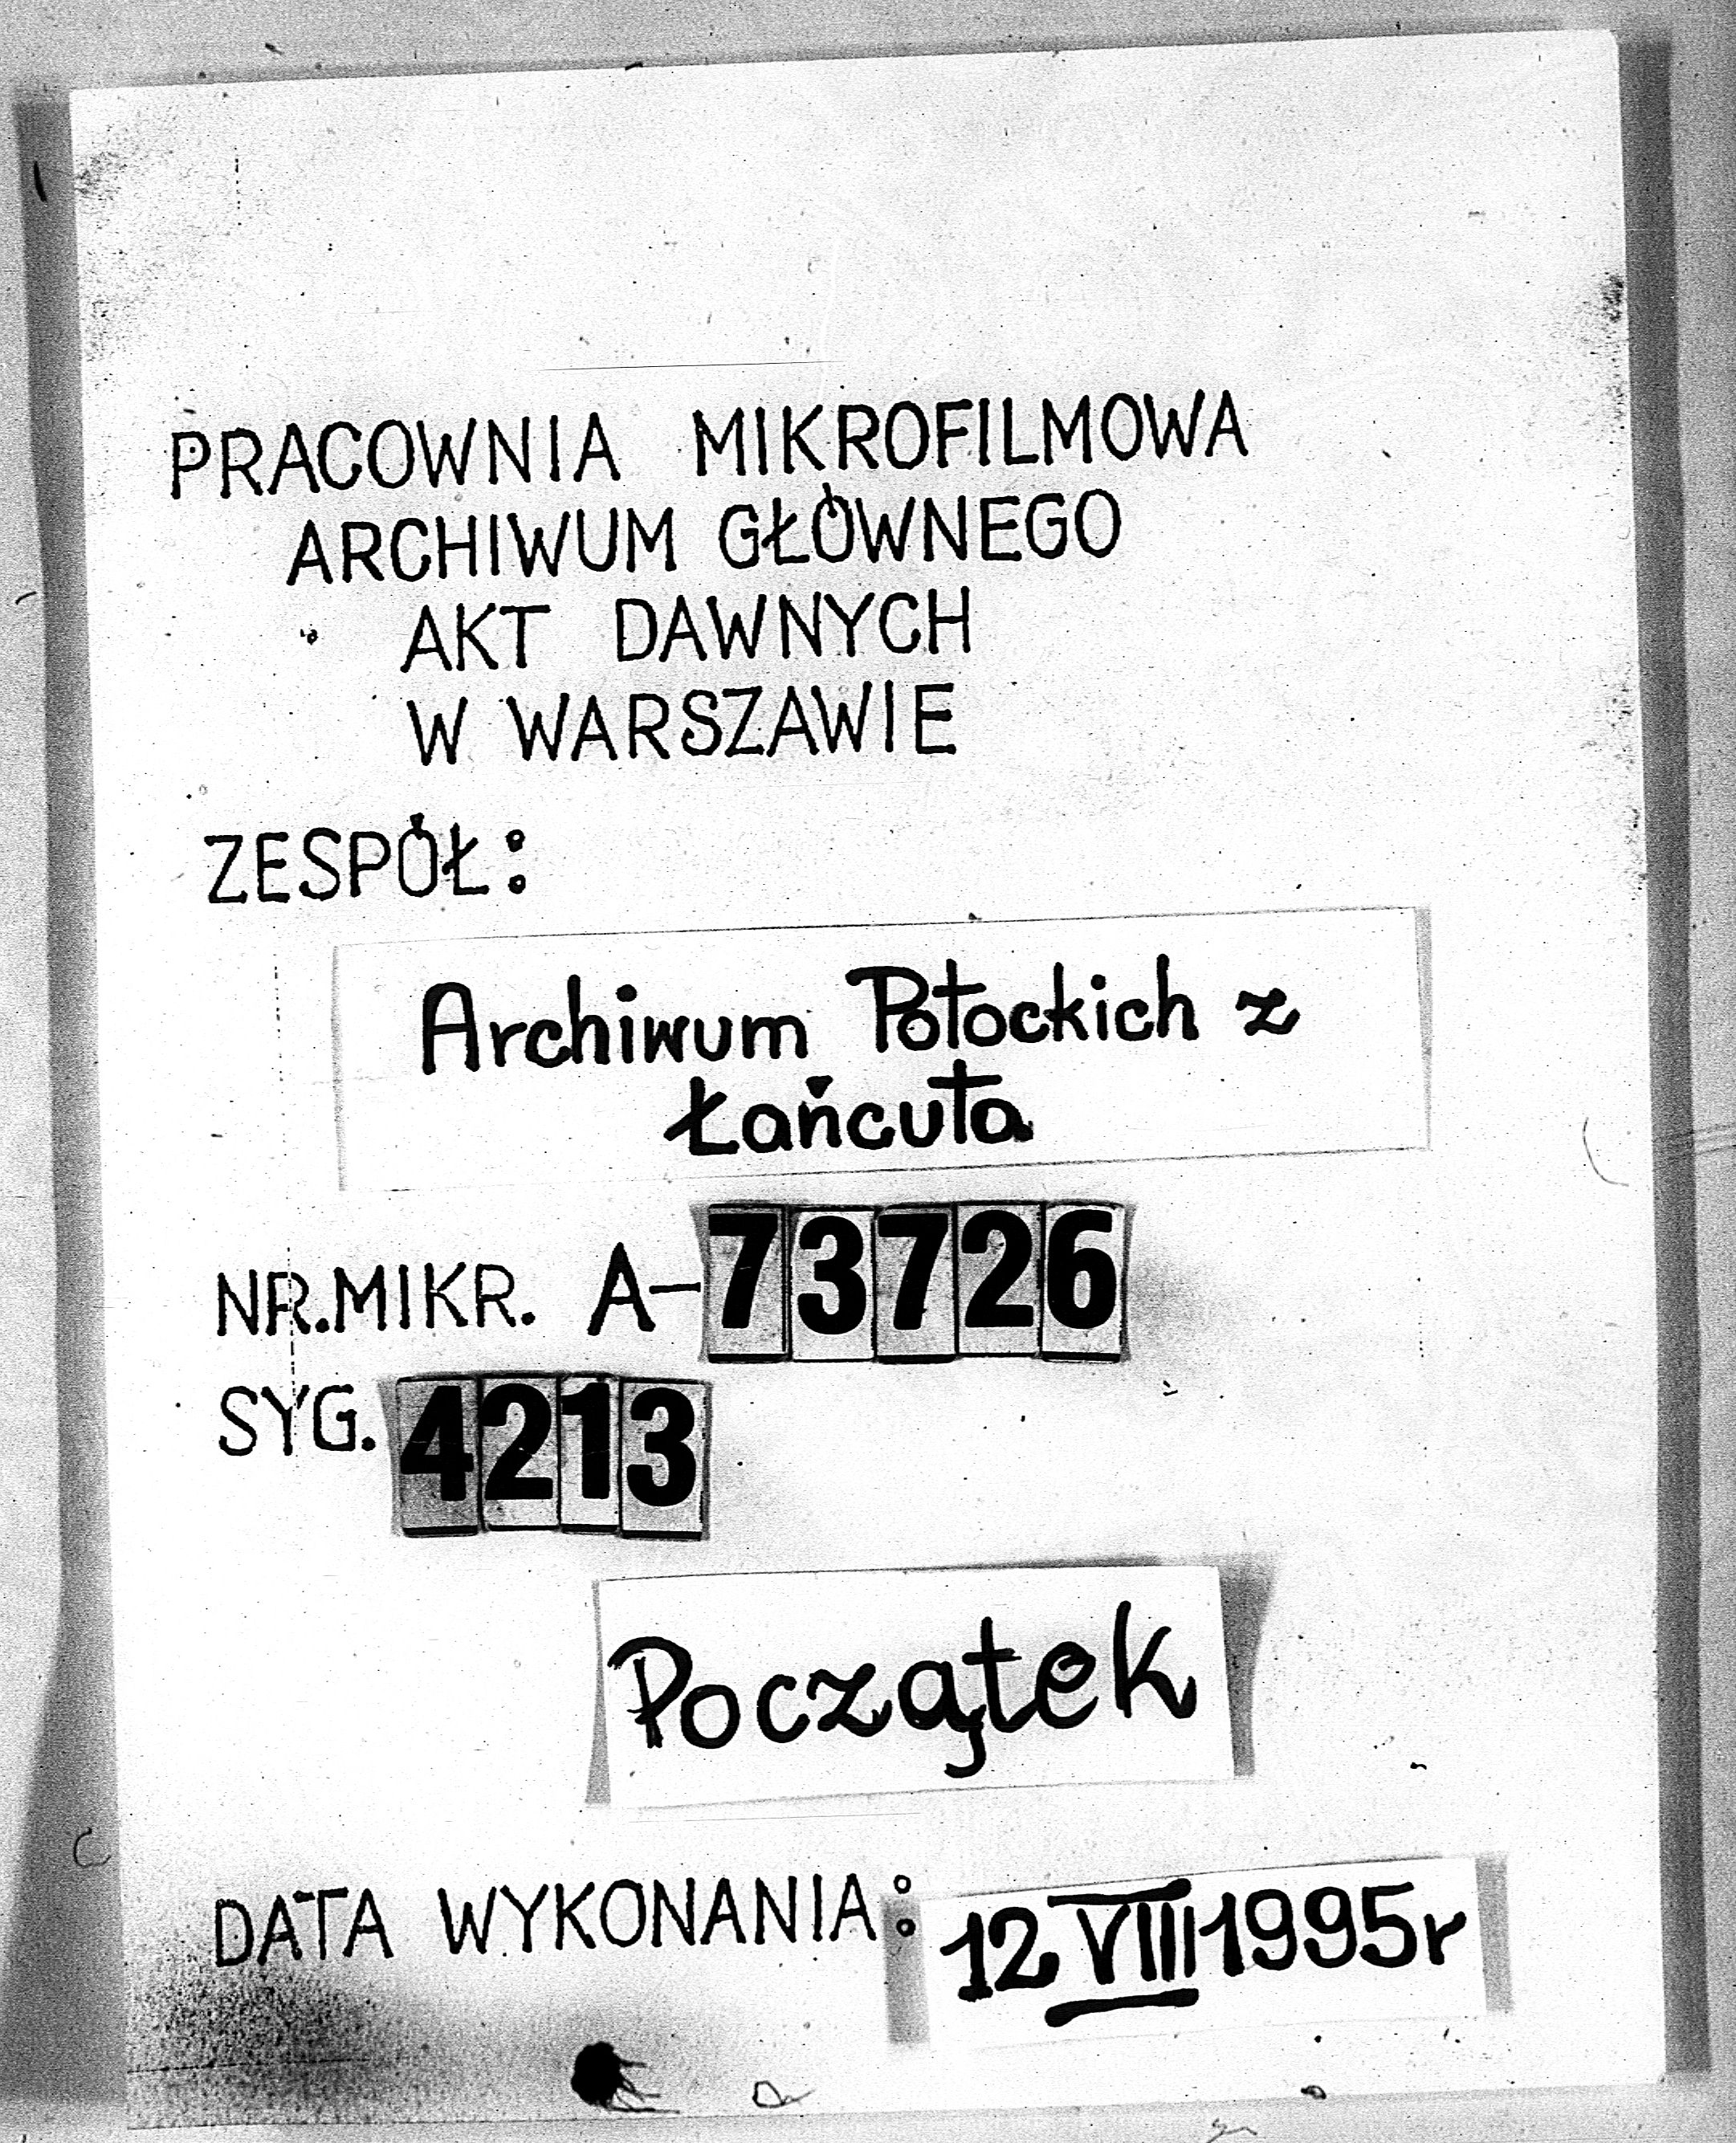 PRACOWNIA MIKROFILMOWA
ARCHIWUM GŁÓWNEGO
AKT DAWNYCH
W WARSZAWIE
ZESPÓŁ:
Archiwum Potockich z
Łańcuta
NR.MIKR. A-73726
SYG. 4213
Początek
DATA WYKONANIA: 12 VIII 1995r